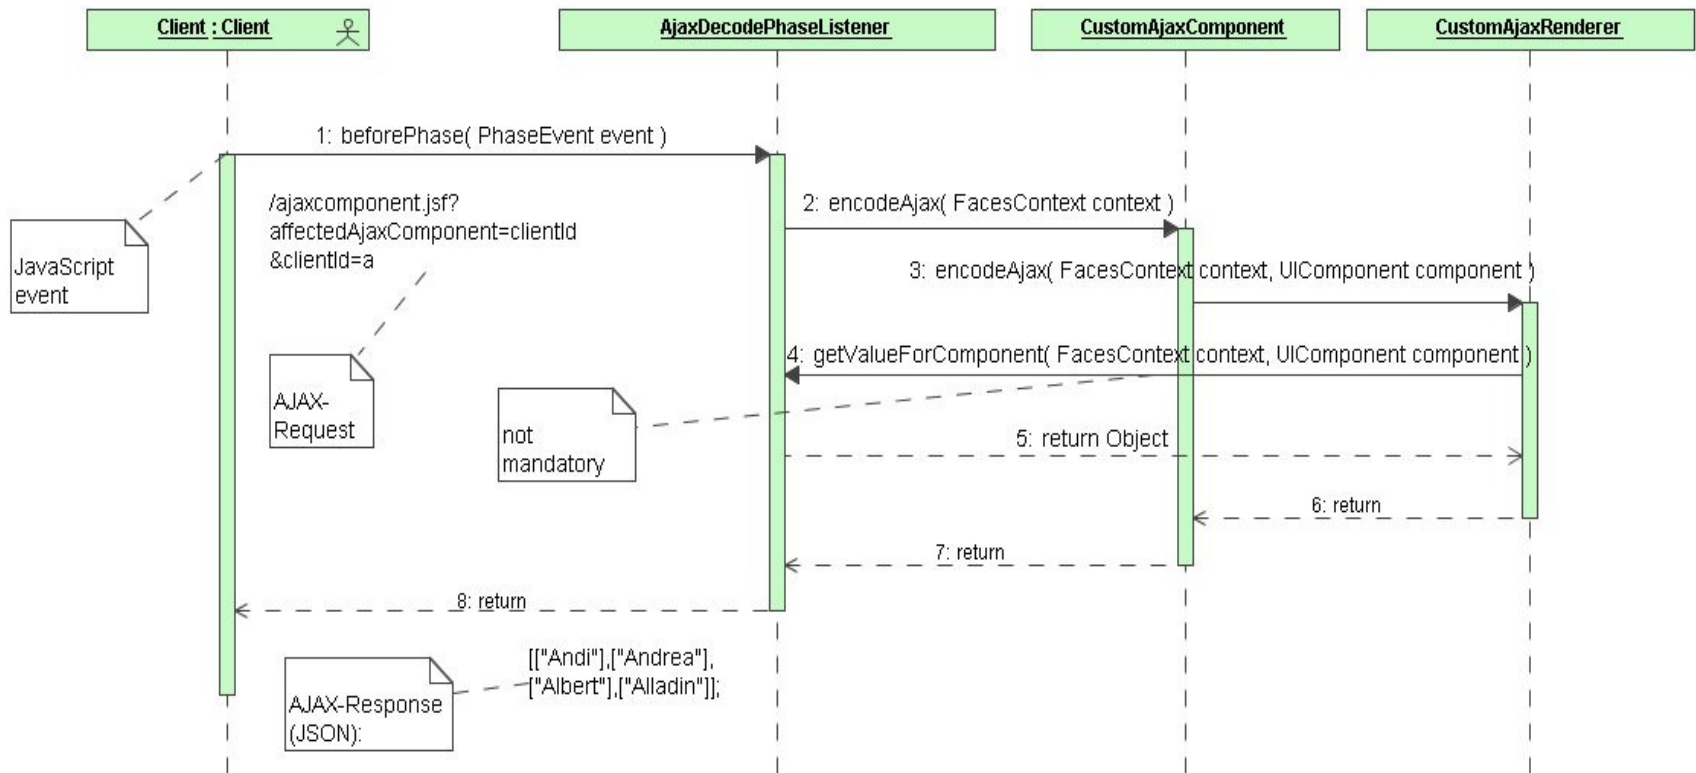 Client : Client
AjaxDecodePhaseListener
CustomAjaxComponent
CustomAjaxRenderer
1: beforePhase( PhaseEvent event )
/ajaxcomponent.jsf?
affectedAjaxComponent=clientId
&clientId=a
2: encodeAjax( FacesContext context )
JavaScript
event
3: encodeAjax( FacesContext context, UIComponent component )
4: getValueForComponent( FacesContext context, UIComponent component )
AJAX-
Request
not
mandatory
5: return Object
6: return
7: return
8: return
[["Andi"],["Andrea"],
["Albert"],["Alladin"]];
AJAX-Response
(JSON):